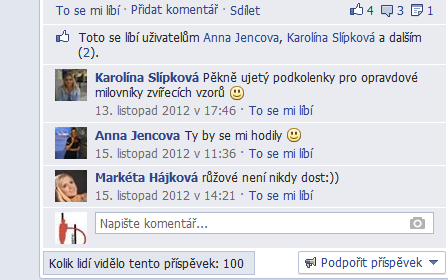 To se mi líbí · Přidat komentář · Sdílet 4 3 1
Toto se líbí uživatelům Anna Jencova, Karolína Slípková a dalším
(2).
Karolína Slípková Pěkně ujetý podkolenky pro opravdové
milovníky zvířecích vzorů
13. listopad 2012 v 17:46 · To se mi líbí
Anna Jencova Ty by se mi hodily
15. listopad 2012 v 11:36 · To se mi líbí
Markéta Hájková růžové není nikdy dost:))
15. listopad 2012 v 14:21 · To se mi líbí
Napište komentář...
Kolik lidí vidělo tento příspěvek: 100 Podpořit příspěvek